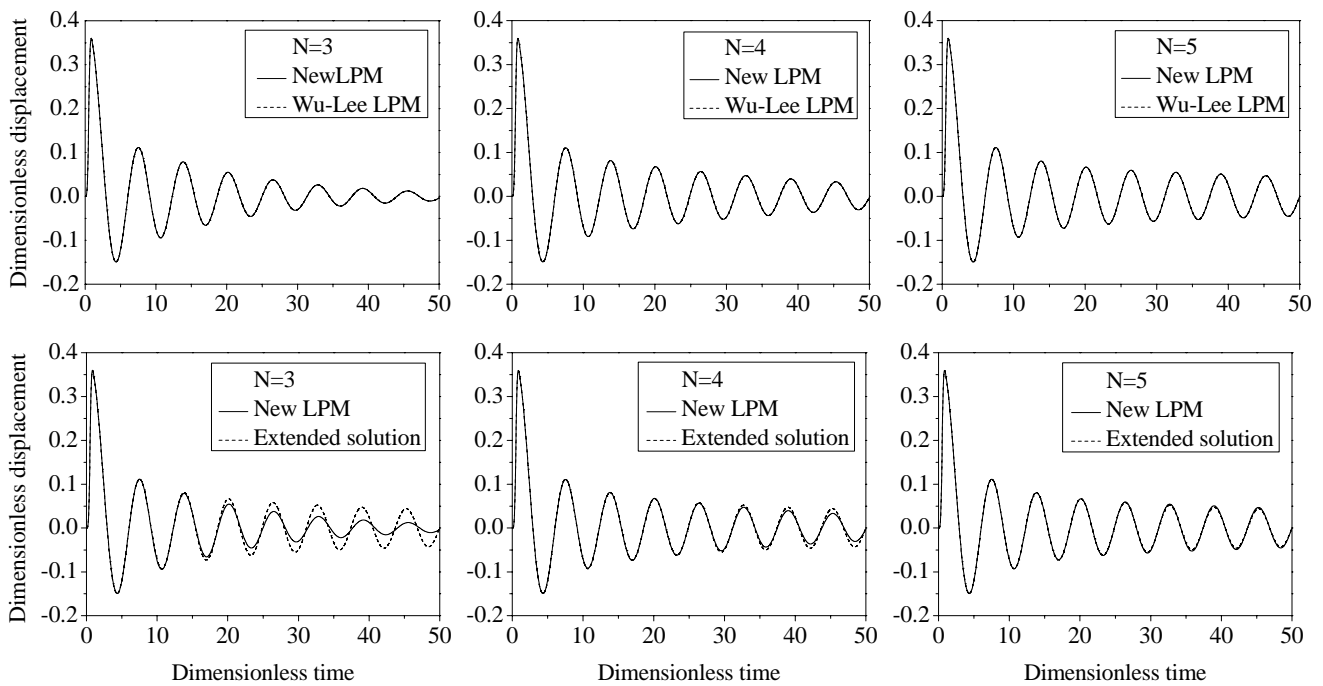 Dimensionless displacement
0.4
0.3
0.2
0.1
0.0
-0.1
-0.2
0 10 20 30 40 50
N=3
NewLPM
Wu-Lee LPM
0.4
0.3
0.2
0.1
0.0
-0.1
-0.2
0 10 20 30 40 50
N=4
New LPM
Wu-Lee LPM
0.4
0.3
0.2
0.1
0.0
-0.1
-0.2
0 10 20 30 40 50
N=5
New LPM
Wu-Lee LPM
Dimensionless displacement
0.4
0.3
0.2
0.1
0.0
-0.1
-0.2
0 10 20 30 40 50
N=3
New LPM
Extended solution
Dimensionless time
0.4
0.3
0.2
0.1
0.0
-0.1
-0.2
0 10 20 30 40 50
N=4
New LPM
Extended solution
Dimensionless time
0.4
0.3
0.2
0.1
0.0
-0.1
-0.2
0 10 20 30 40 50
N=5
New LPM
Extended solution
Dimensionless time